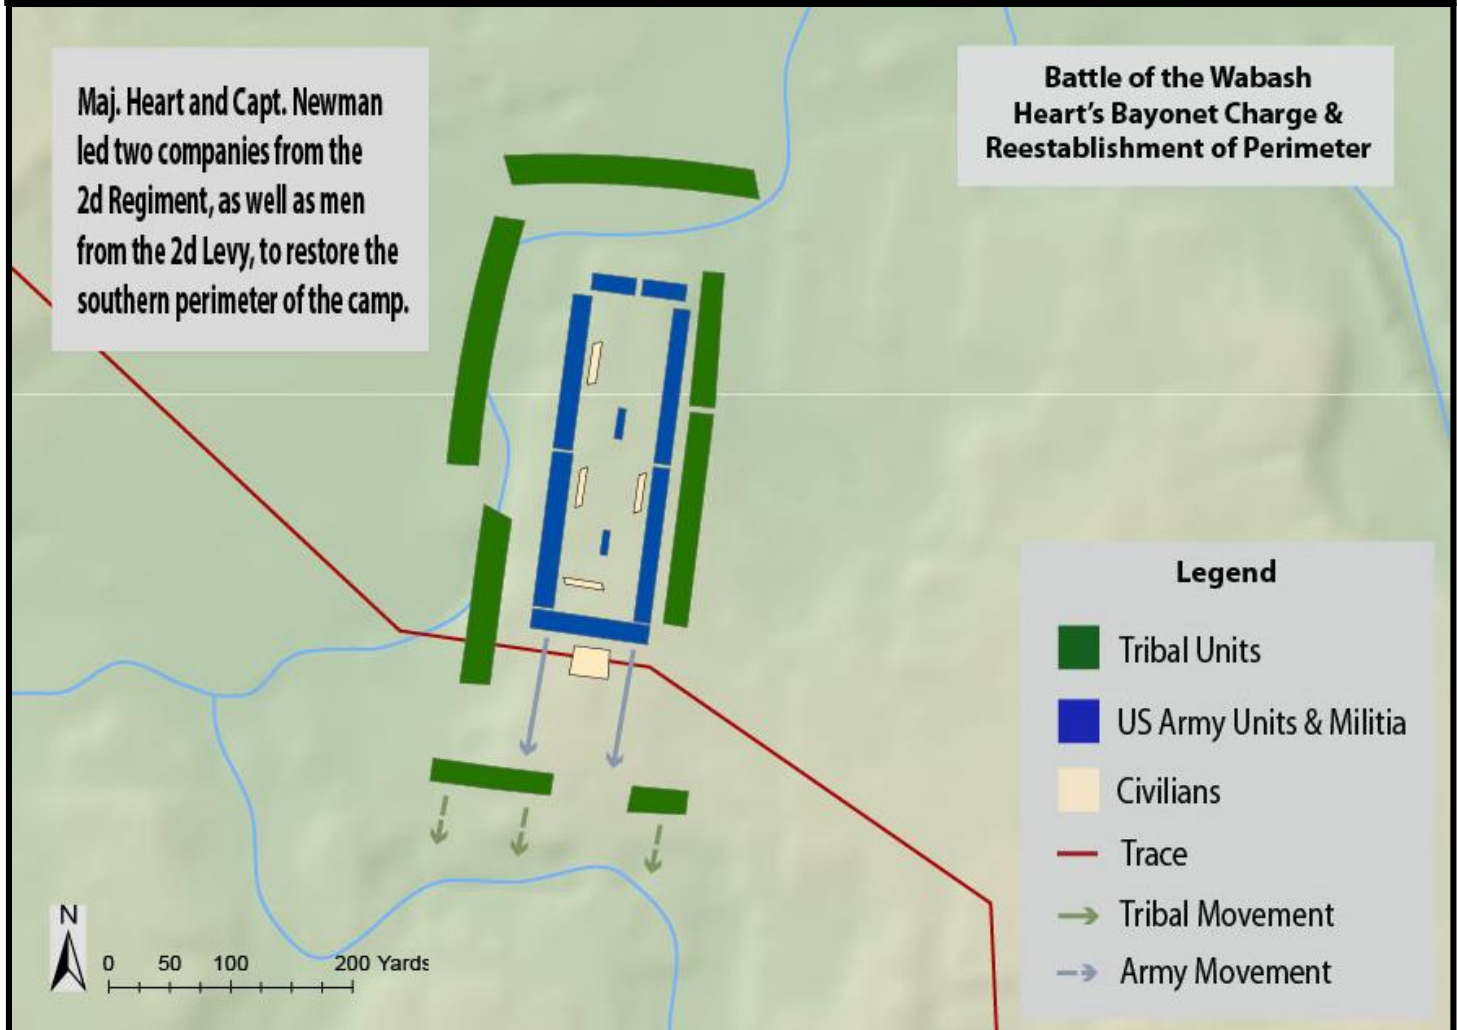 Maj. Heart and Capt. Newman
led two companies from the
2d Regiment, as well as men
from the 2d Levy, to restore the
southern perimeter of the camp.
Battle of the Wabash
Heart's Bayonet Charge &
Reestablishment of Perimeter
Legend
Tribal Units
US Army Units & Militia
Civilians
Trace
Tribal Movement
Army Movement
N
0 50 100 200 Yards